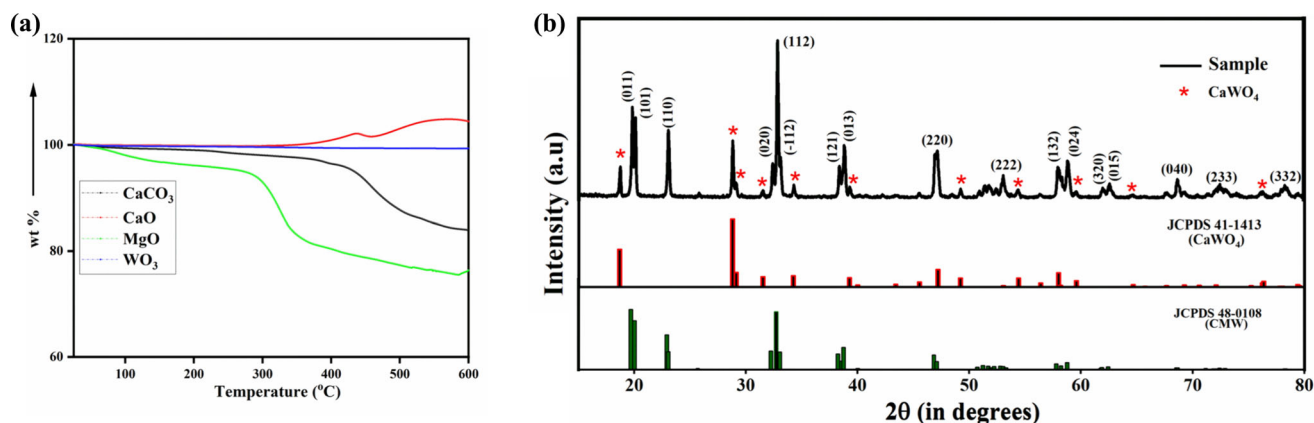 (a)
120
100
80
60
wt %
CaCO₃
CaO
MgO
WO₃
100 200 300 400 500 600
Temperature (°C)
(b)
(011)
(101)
(110)
(020)
(112)
(-112)
(121)
(013)
(220)
(222)
(132)
(024)
(320)
(015)
(040)
(233)
(332)
Sample
* CaWO₄
JCPDS 41-1413
(CaWO₄)
JCPDS 48-0108
(CMW)
Intensity (a.u)
20 30 40 50 60 70 80
2θ (in degrees)